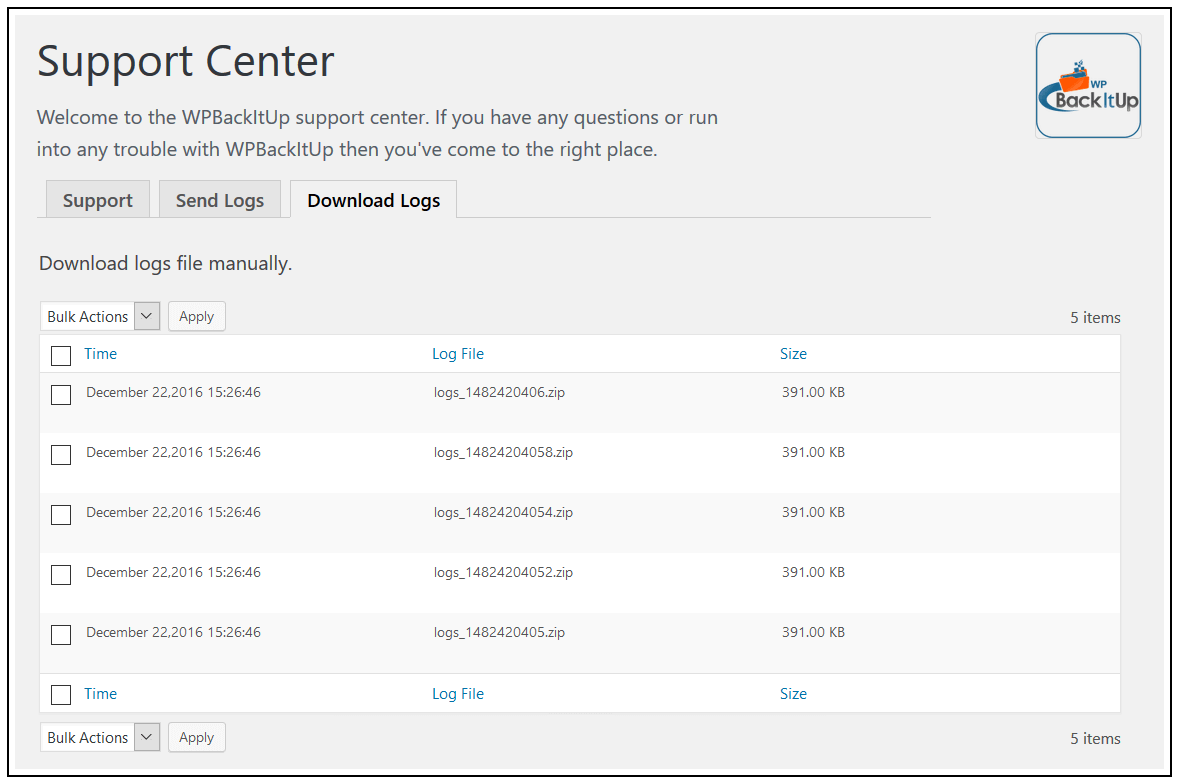 Support Center
WP
BackItUp
Welcome to the WPBackItUp support center. If you have any questions or run
into any trouble with WPBackItUp then you've come to the right place.
Support Send Logs Download Logs
Download logs file manually.
Bulk Actions Apply 5 items
Time Log File Size
December 22,2016 15:26:46 logs_1482420406.zip 391.00 KB
December 22,2016 15:26:46 logs_14824204058.zip 391.00 KB
December 22,2016 15:26:46 logs_14824204054.zip 391.00 KB
December 22,2016 15:26:46 logs_14824204052.zip 391.00 KB
December 22,2016 15:26:46 logs_1482420405.zip 391.00 KB
Time Log File Size
Bulk Actions Apply 5 items